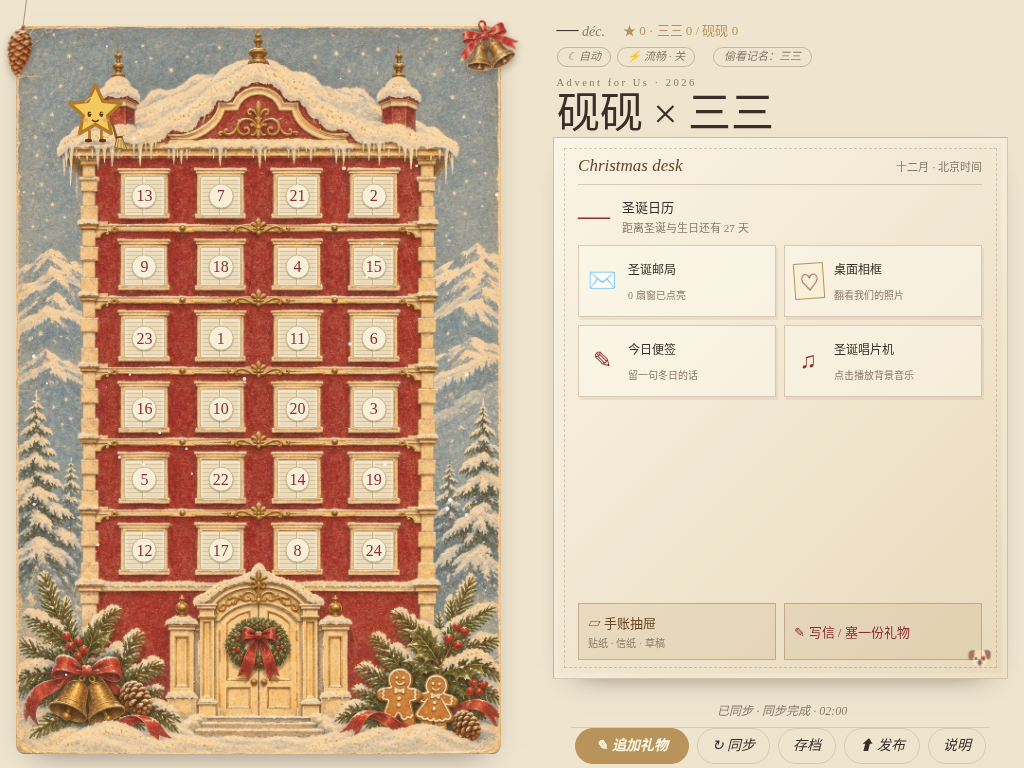 — déc. ★ 0 · 三三 0 / 砚砚 0
☾ 自动 ⚡ 流畅 · 关 偷看记名：三三
Advent for Us · 2026
砚砚 × 三三
Christmas desk 十二月 · 北京时间
— 圣诞日历
距离圣诞与生日还有 27 天
✉️ 圣诞邮局
0 扇窗已点亮
♡ 桌面相框
翻看我们的照片
✎ 今日便签
留一句冬日的话
♫ 圣诞唱片机
点击播放背景音乐
▱ 手账抽屉
贴纸 · 信纸 · 草稿
✎ 写信 / 塞一份礼物
已同步 · 同步完成 · 02:00
✎ 追加礼物 ↻ 同步 存档 ⬆ 发布 说明
13 7 21 2
9 18 4 15
23 1 11 6
16 10 20 3
5 22 14 19
12 17 8 24